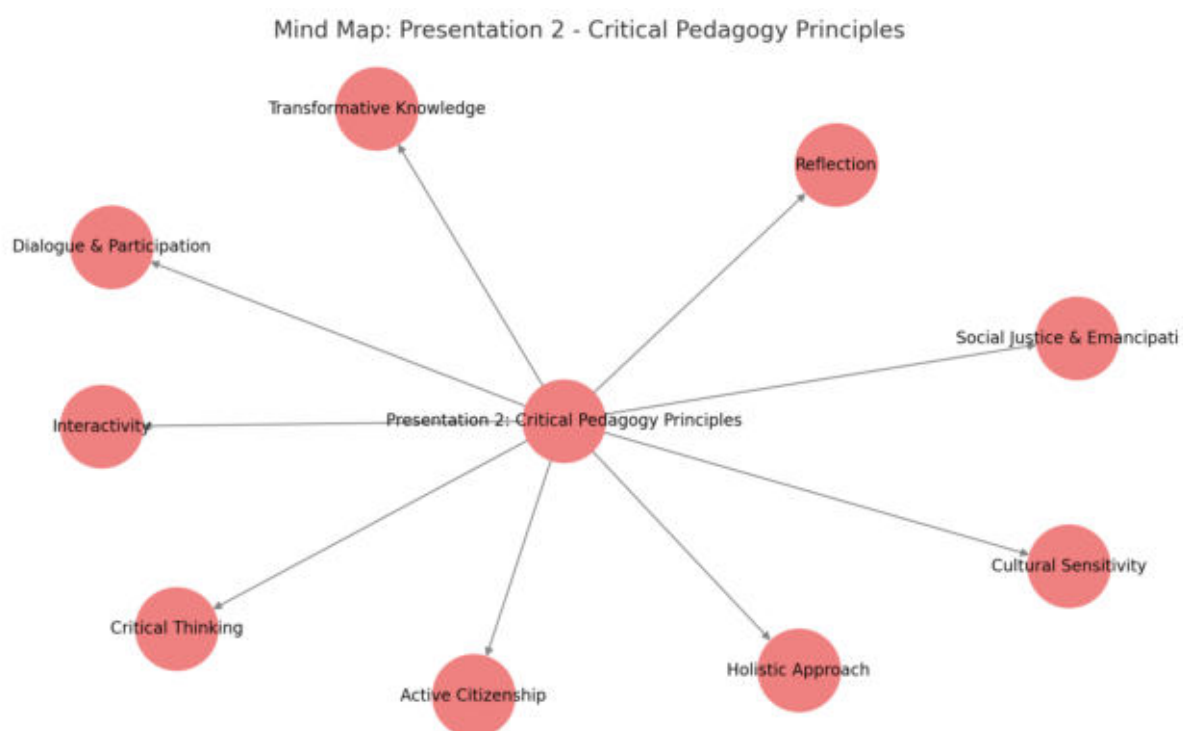 Mind Map: Presentation 2 - Critical Pedagogy Principles
Transformative Knowledge
Reflection
Dialogue & Participation
Social Justice & Emancipati
Presentation 2: Critical Pedagogy Principles
Interactivity
Cultural Sensitivity
Critical Thinking
Holistic Approach
Active Citizenship